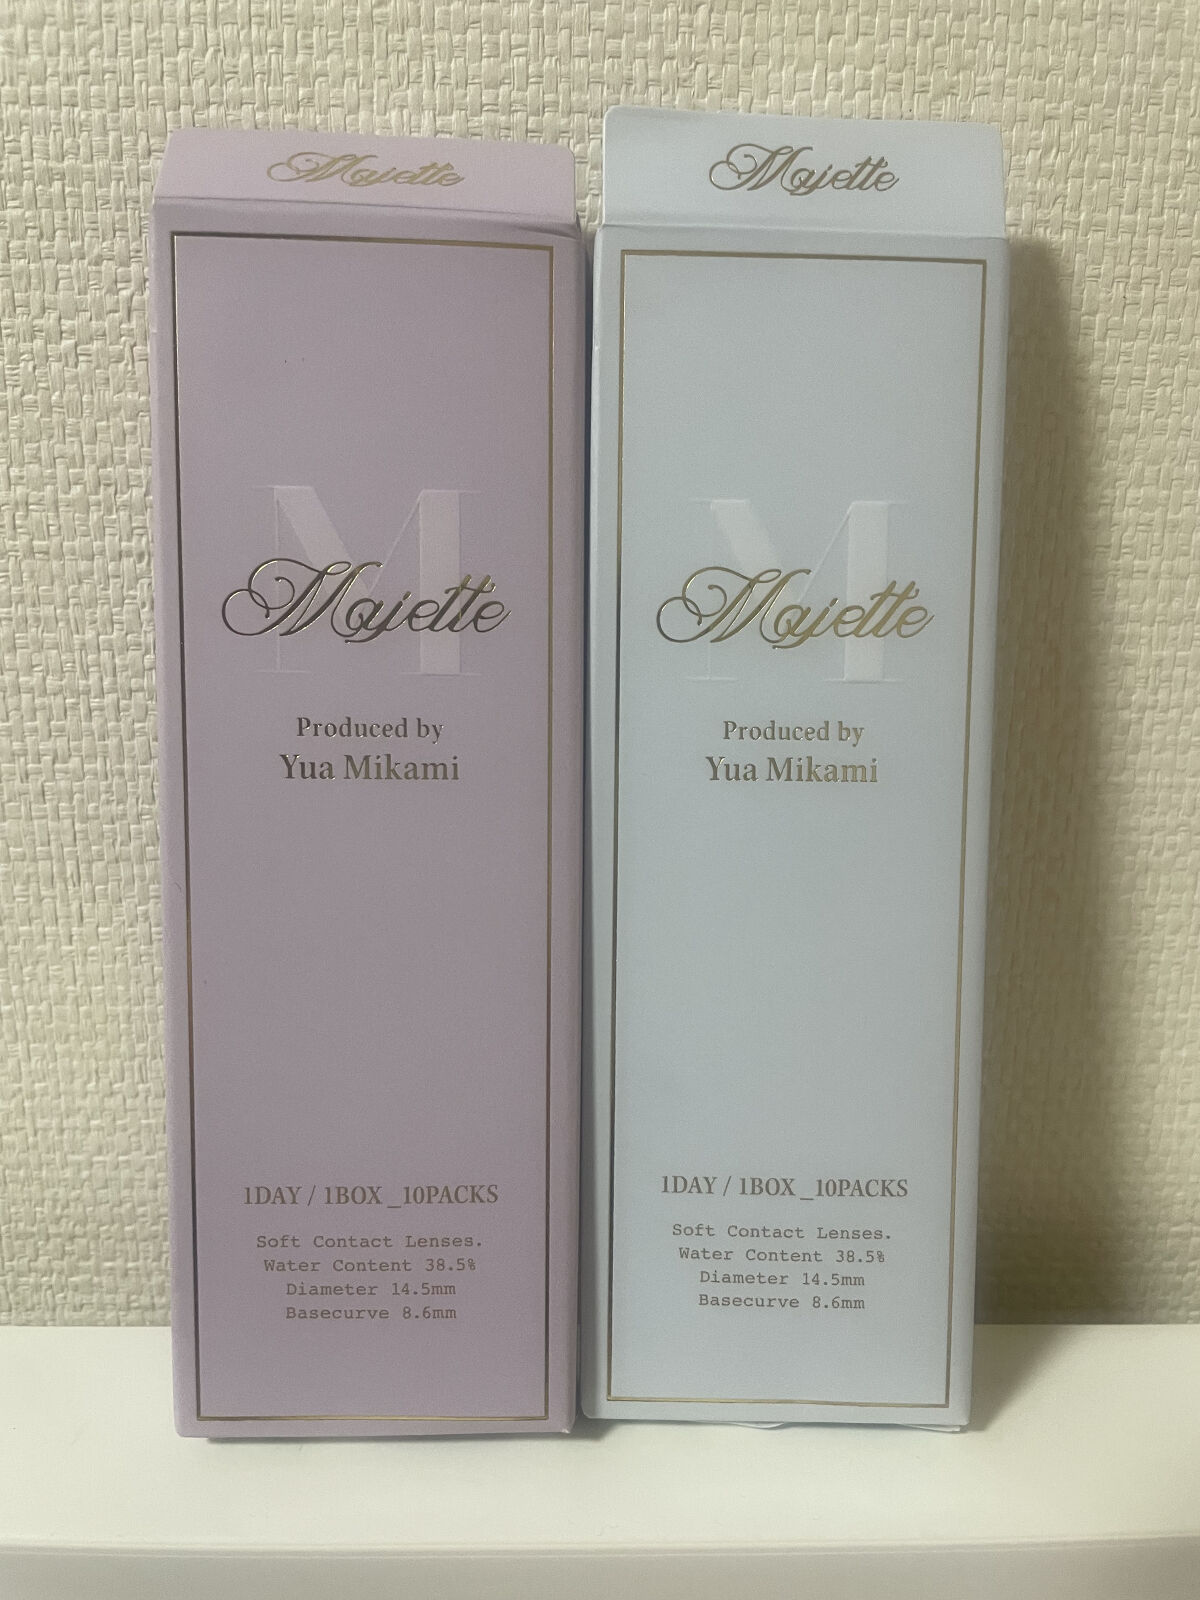 Majette
M
Majette
Produced by
Yua Mikami
1DAY / 1BOX _10PACKS
Soft Contact Lenses.
Water Content 38.5%
Diameter 14.5mm
Basecurve 8.6mm
Majette
M
Majette
Produced by
Yua Mikami
1DAY / 1BOX _10PACKS
Soft Contact Lenses.
Water Content 38.5%
Diameter 14.5mm
Basecurve 8.6mm